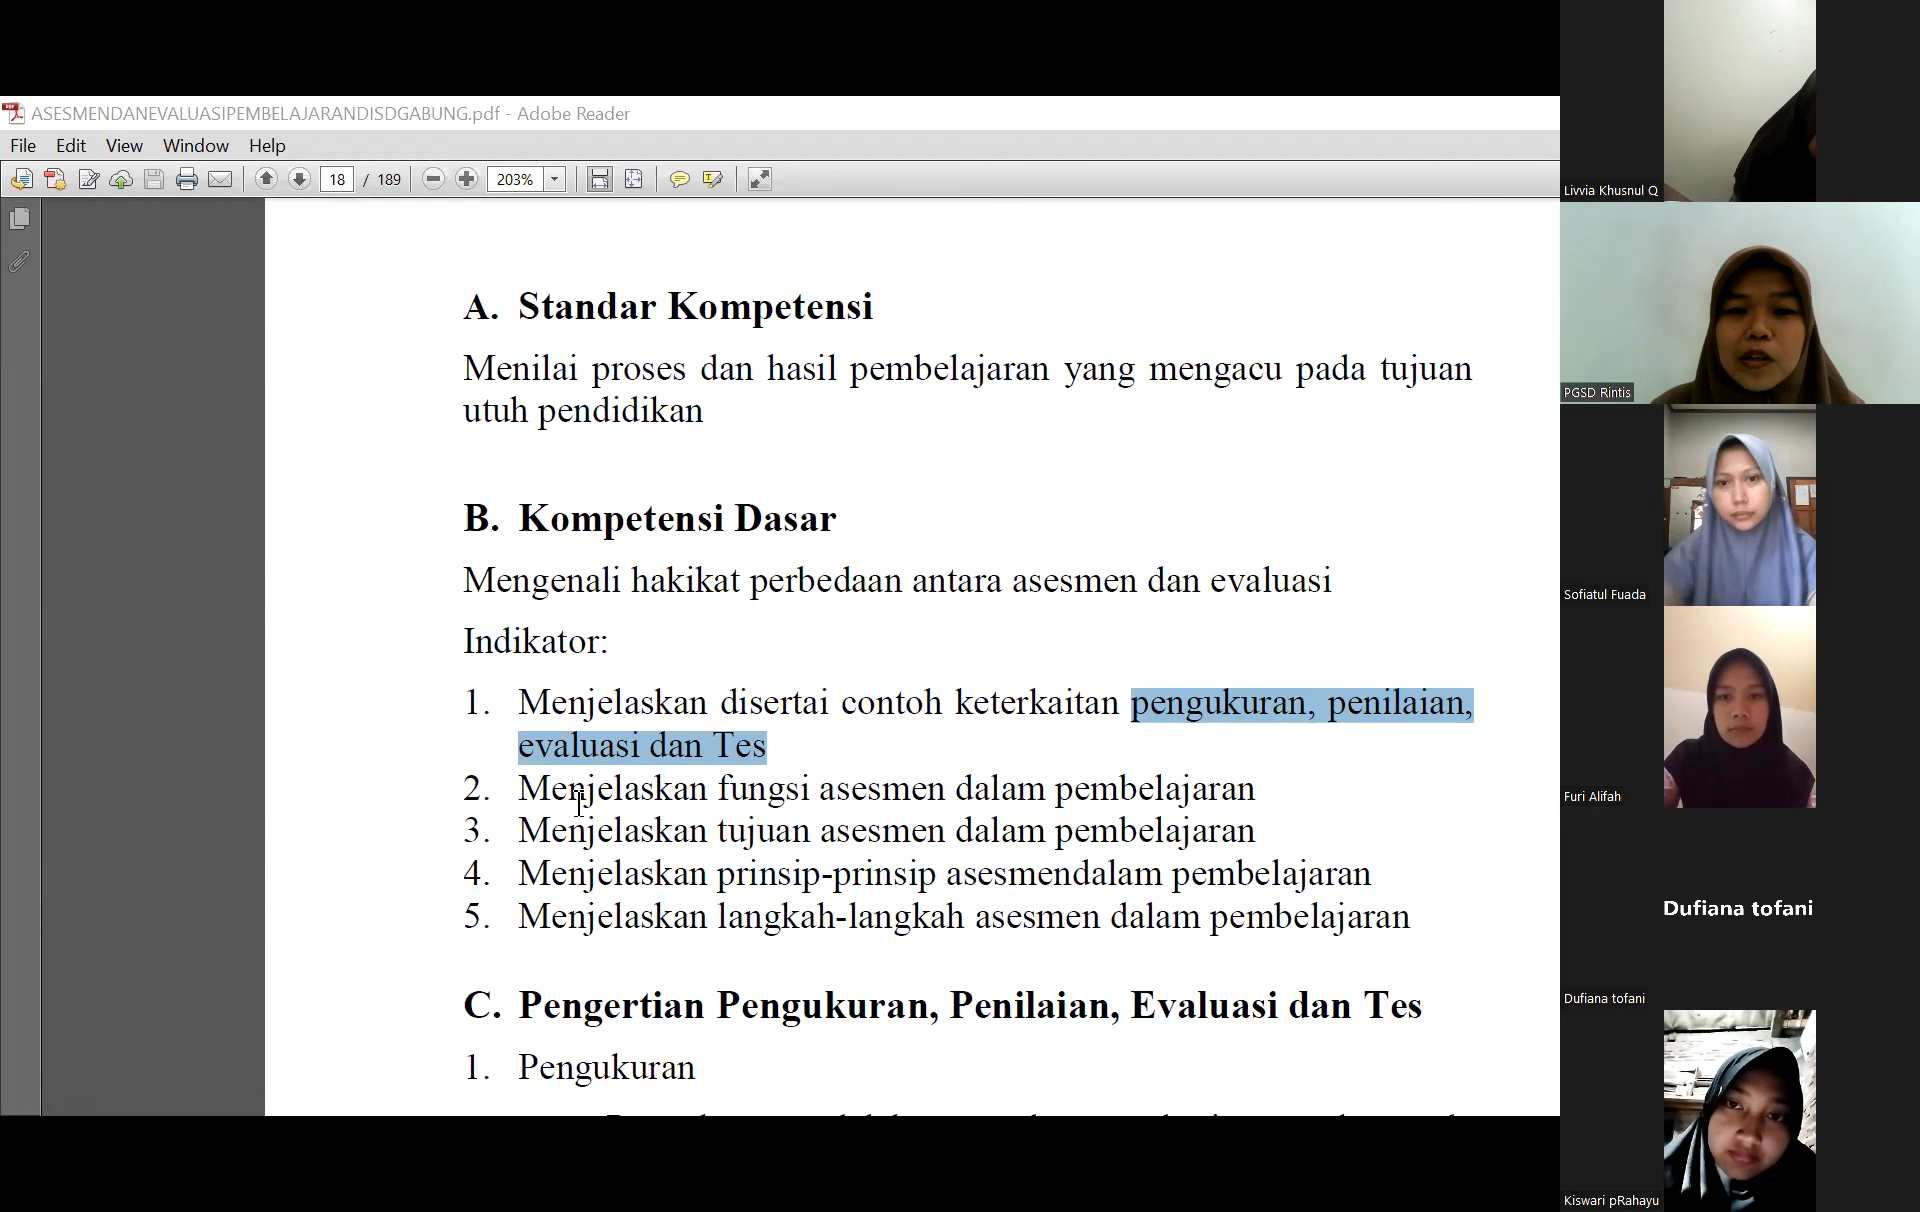 ASESMENDANEVALUASIPEMBELAJARANDISDGABUNG.pdf - Adobe Reader
File Edit View Window Help
18 / 189 203%
A. Standar Kompetensi
Menilai proses dan hasil pembelajaran yang mengacu pada tujuan
utuh pendidikan
B. Kompetensi Dasar
Mengenali hakikat perbedaan antara asesmen dan evaluasi
Indikator:
1. Menjelaskan disertai contoh keterkaitan pengukuran, penilaian,
evaluasi dan Tes
2. Menjelaskan fungsi asesmen dalam pembelajaran
3. Menjelaskan tujuan asesmen dalam pembelajaran
4. Menjelaskan prinsip-prinsip asesmendalam pembelajaran
5. Menjelaskan langkah-langkah asesmen dalam pembelajaran
C. Pengertian Pengukuran, Penilaian, Evaluasi dan Tes
1. Pengukuran
Livvia Khusnul Q
PGSD Rintis
Sofiatul Fuada
Furi Alifah
Dufiana tofani
Dufiana tofani
Kiswari pRahayu